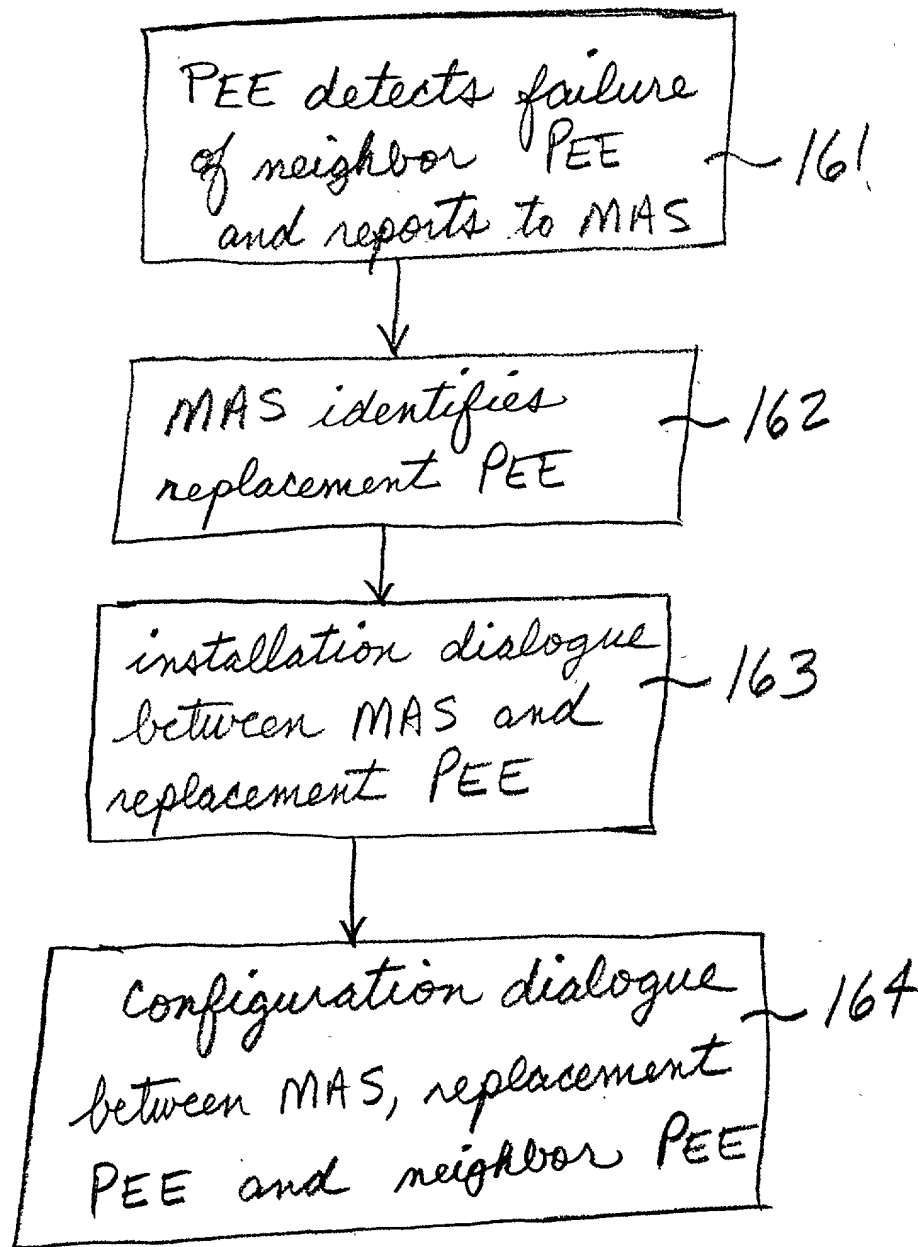 PEE detects failure
of neighbor PEE
and reports to MAS
161
MAS identifies
replacement PEE
162
installation dialogue
between MAS and
replacement PEE
163
configuration dialogue
between MAS, replacement
PEE and neighbor PEE
164